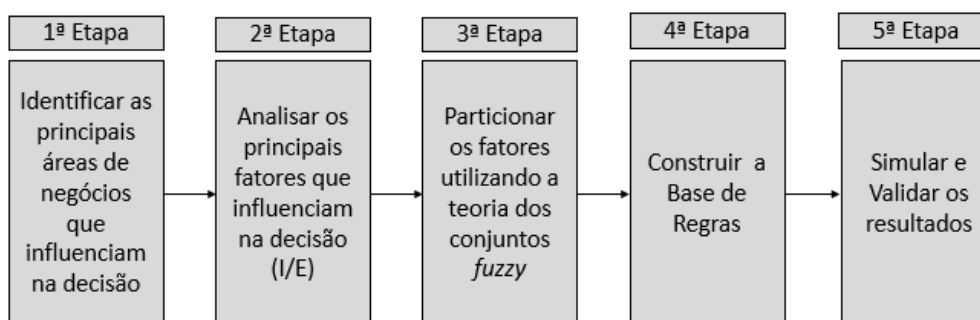 1ª Etapa
Identificar as
principais
áreas de
negócios
que
influenciam
na decisão
2ª Etapa
Analisar os
principais
fatores que
influenciam
na decisão
(I/E)
3ª Etapa
Particionar
os fatores
utilizando a
teoria dos
conjuntos
fuzzy
4ª Etapa
Construir a
Base de
Regras
5ª Etapa
Simular e
Validar os
resultados